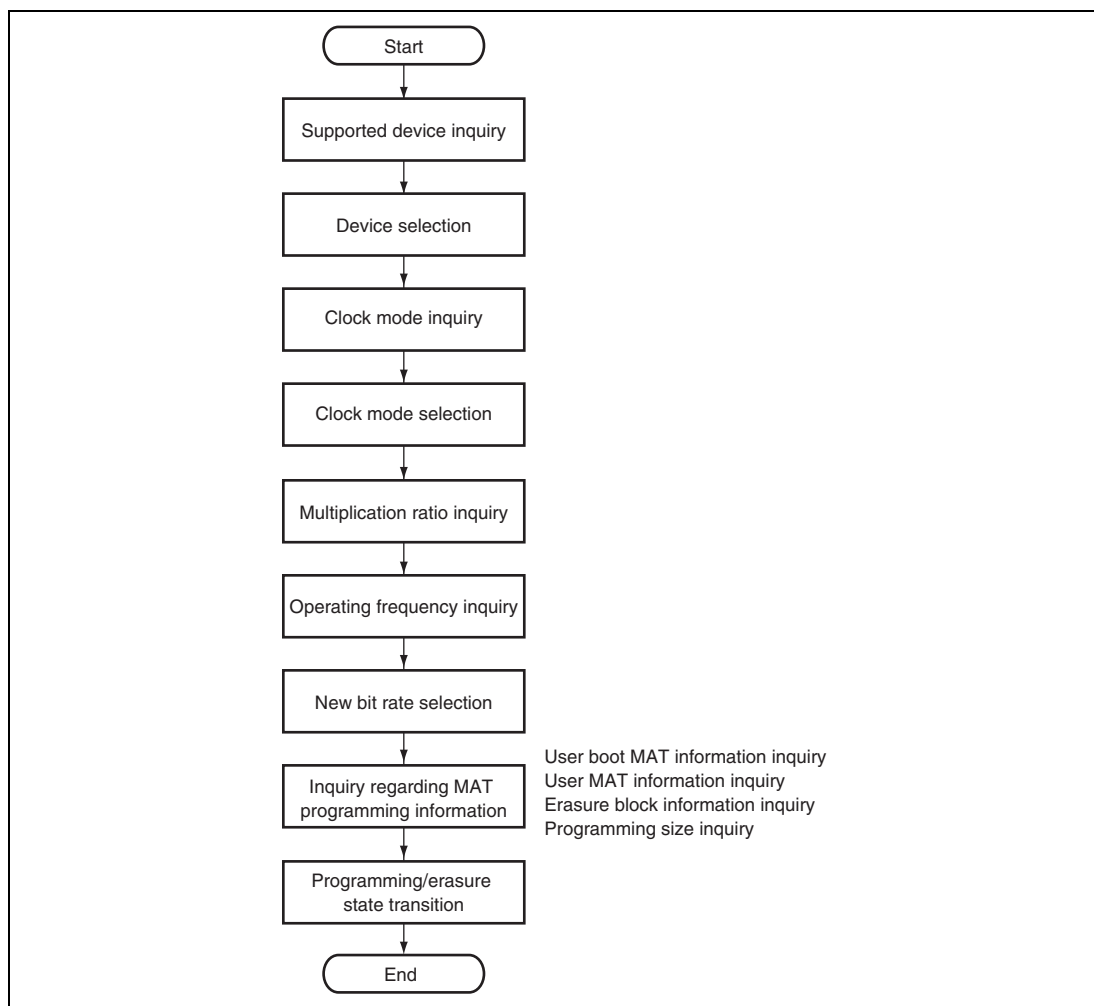 Start
Supported device inquiry
Device selection
Clock mode inquiry
Clock mode selection
Multiplication ratio inquiry
Operating frequency inquiry
New bit rate selection
Inquiry regarding MAT
programming information
User boot MAT information inquiry
User MAT information inquiry
Erasure block information inquiry
Programming size inquiry
Programming/erasure
state transition
End